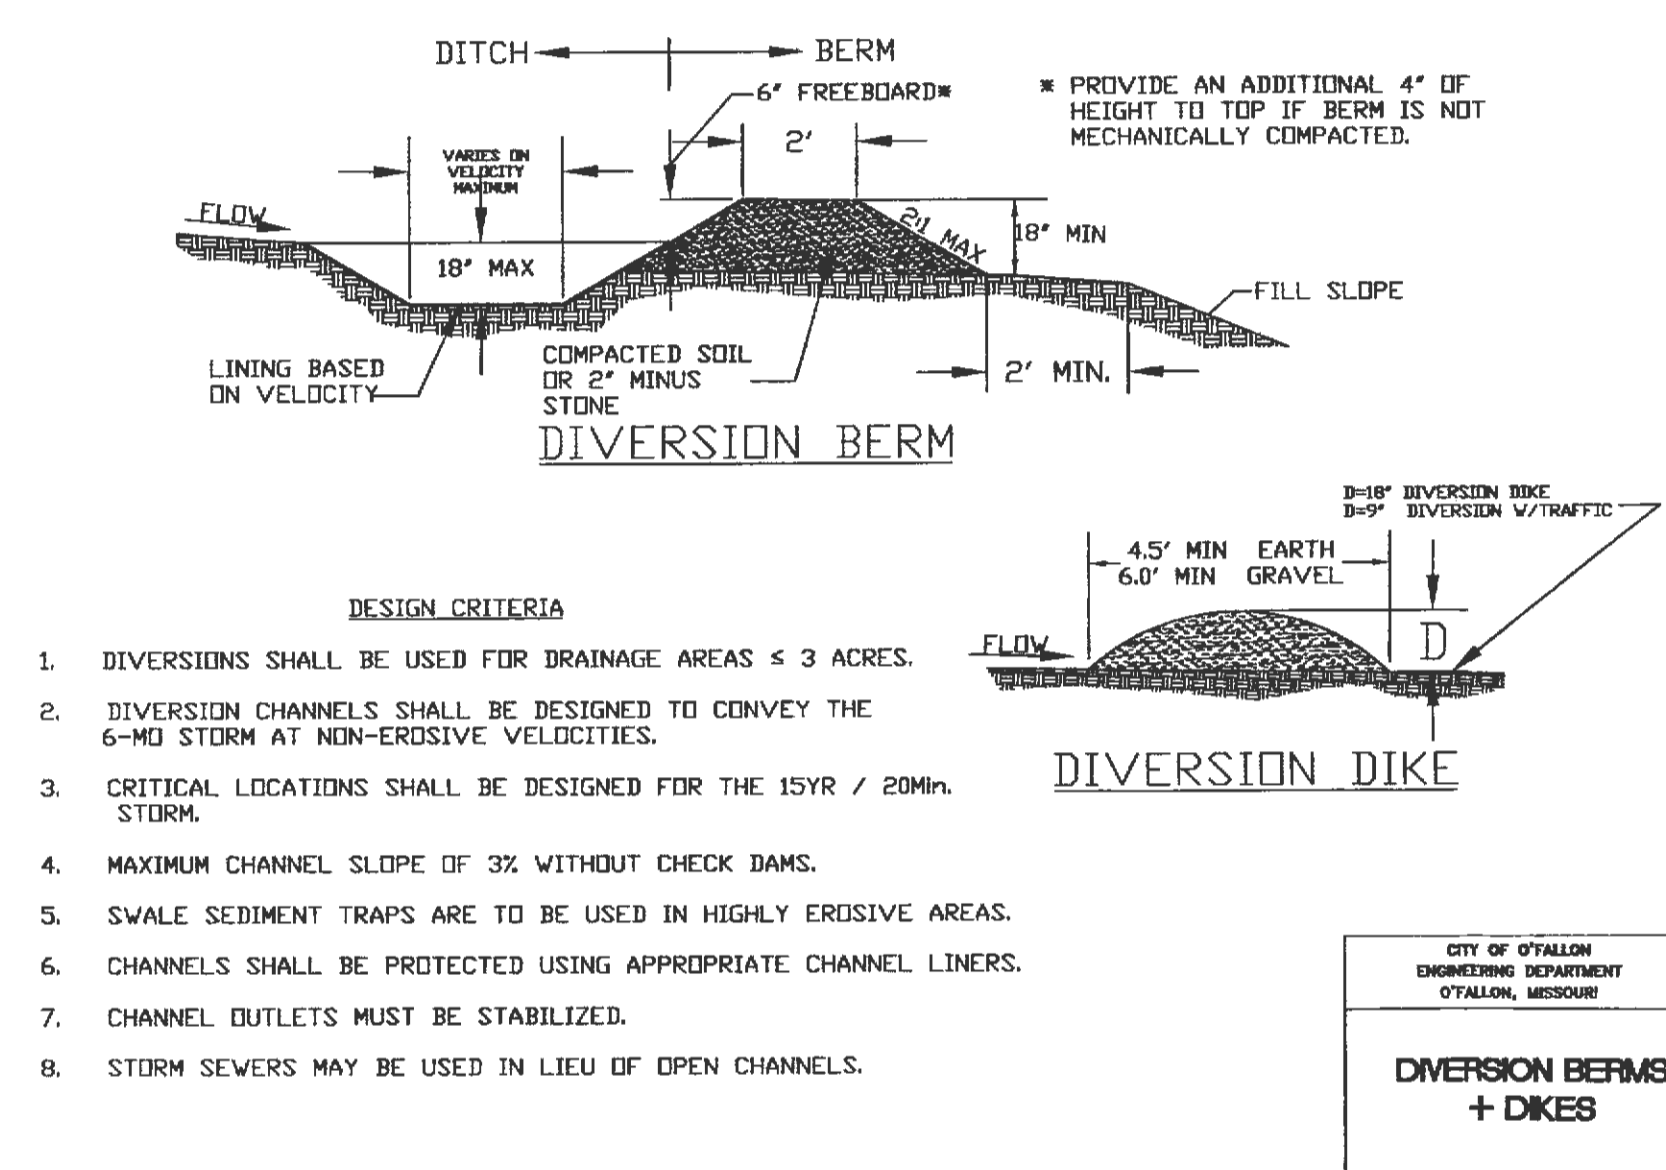 DITCH
BERM
6" FREEBOARD*
* PROVIDE AN ADDITIONAL 4" OF
HEIGHT TO TOP IF BERM IS NOT
MECHANICALLY COMPACTED.
2'
VARIES ON
VELOCITY
MAXIMUM
FLOW
18" MAX
2:1 MAX
18" MIN
FILL SLOPE
LINING BASED
ON VELOCITY
COMPACTED SOIL
OR 2" MINUS
STONE
2' MIN.
DIVERSION BERM
D=18" DIVERSION DIKE
D=9" DIVERSION W/TRAFFIC
4.5' MIN EARTH
6.0' MIN GRAVEL
FLOW
D
DIVERSION DIKE
DESIGN CRITERIA
1. DIVERSIONS SHALL BE USED FOR DRAINAGE AREAS ≤ 3 ACRES.
2. DIVERSION CHANNELS SHALL BE DESIGNED TO CONVEY THE
6-MO STORM AT NON-EROSIVE VELOCITIES.
3. CRITICAL LOCATIONS SHALL BE DESIGNED FOR THE 15YR / 20Min.
STORM.
4. MAXIMUM CHANNEL SLOPE OF 3% WITHOUT CHECK DAMS.
5. SWALE SEDIMENT TRAPS ARE TO BE USED IN HIGHLY EROSIVE AREAS.
6. CHANNELS SHALL BE PROTECTED USING APPROPRIATE CHANNEL LINERS.
7. CHANNEL OUTLETS MUST BE STABILIZED.
8. STORM SEWERS MAY BE USED IN LIEU OF OPEN CHANNELS.
CITY OF O'FALLON
ENGINEERING DEPARTMENT
O'FALLON, MISSOURI
DIVERSION BERMS
+ DIKES